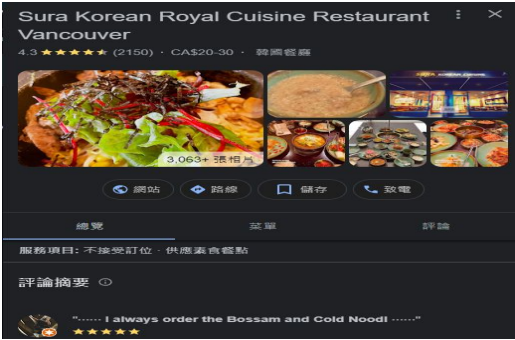 Sura Korean Royal Cuisine Restaurant
Vancouver
4.3 ★★★★★ (2150) · CA$20-30 · 韓國餐廳
3,063+ 張相片
網站 路線 儲存 致電
總覽 菜單 評論
服務項目: 不接受訂位 · 供應素食餐點
評論摘要
"······ I always order the Bossam and Cold Noodl ······"
★★★★★